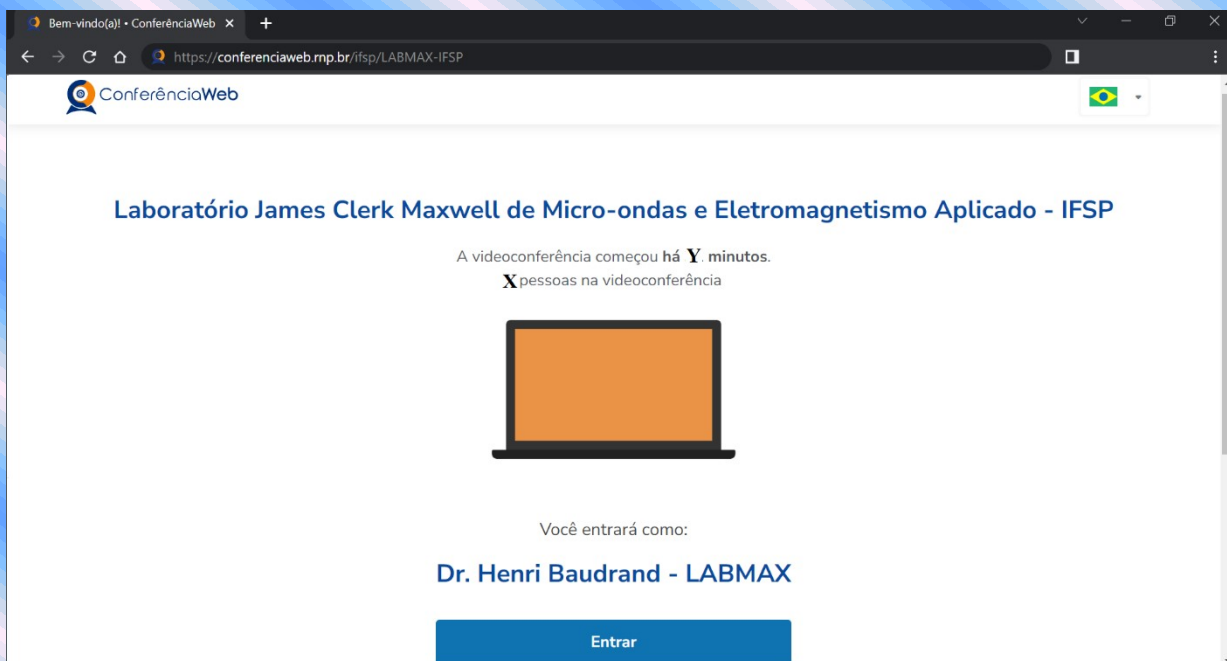 Bem-vindo(a)! • ConferênciaWeb
https://conferenciaweb.rnp.br/ifsp/LABMAX-IFSP
ConferênciaWeb
Laboratório James Clerk Maxwell de Micro-ondas e Eletromagnetismo Aplicado - IFSP
A videoconferência começou há Y. minutos.
X pessoas na videoconferência
Você entrará como:
Dr. Henri Baudrand - LABMAX
Entrar